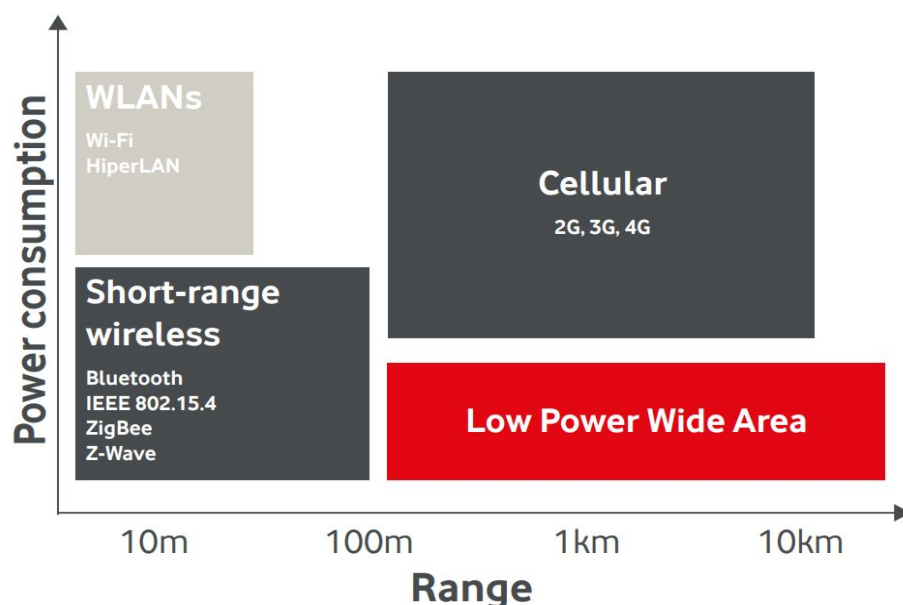 Power consumption
WLANs
Wi-Fi
HiperLAN
Short-range
wireless
Bluetooth
IEEE 802.15.4
ZigBee
Z-Wave
Cellular
2G, 3G, 4G
Low Power Wide Area
10m 100m 1km 10km
Range